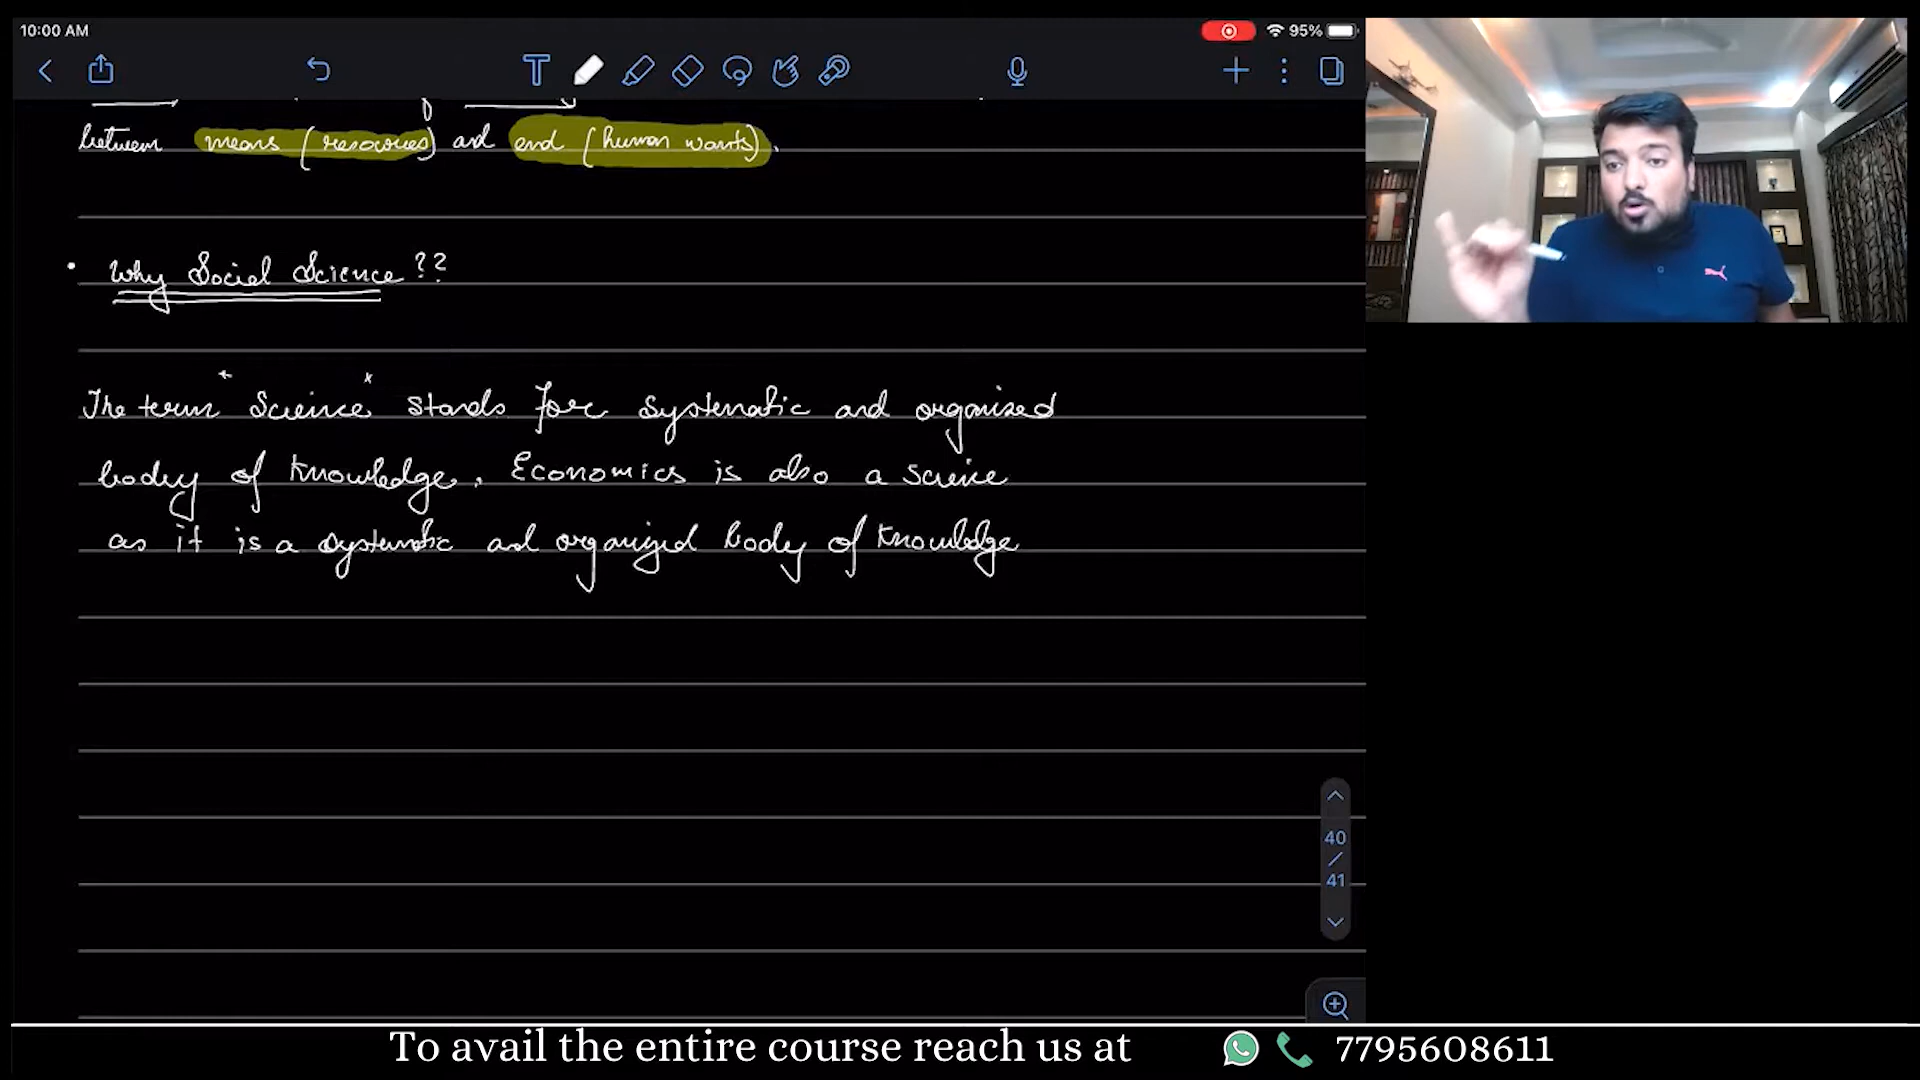 10:00 AM
95%
between means (resources) and end (human wants).
• Why Social Science ??
The term "Science" stands for systematic and organized
body of knowledge. Economics is also a science
as it is a systematic and organized body of knowledge
40
/
41
To avail the entire course reach us at 7795608611